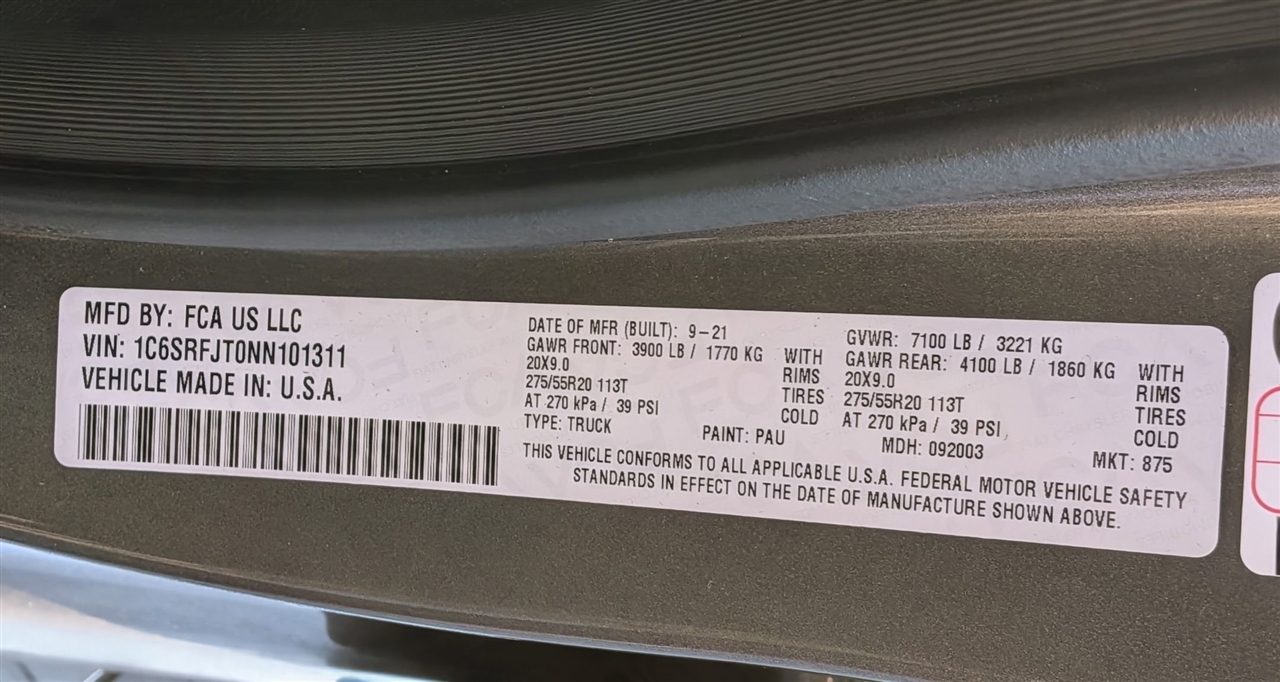 MFD BY: FCA US LLC
VIN: 1C6SRFJT0NN101311
VEHICLE MADE IN: U.S.A.
DATE OF MFR (BUILT): 9-21
GAWR FRONT: 3900 LB / 1770 KG WITH
20X9.0 RIMS
275/55R20 113T TIRES
AT 270 kPa / 39 PSI COLD
TYPE: TRUCK PAINT: PAU
GVWR: 7100 LB / 3221 KG
GAWR REAR: 4100 LB / 1860 KG WITH
20X9.0 RIMS
275/55R20 113T TIRES
AT 270 kPa / 39 PSI COLD
MDH: 092003 MKT: 875
THIS VEHICLE CONFORMS TO ALL APPLICABLE U.S.A. FEDERAL MOTOR VEHICLE SAFETY
STANDARDS IN EFFECT ON THE DATE OF MANUFACTURE SHOWN ABOVE.